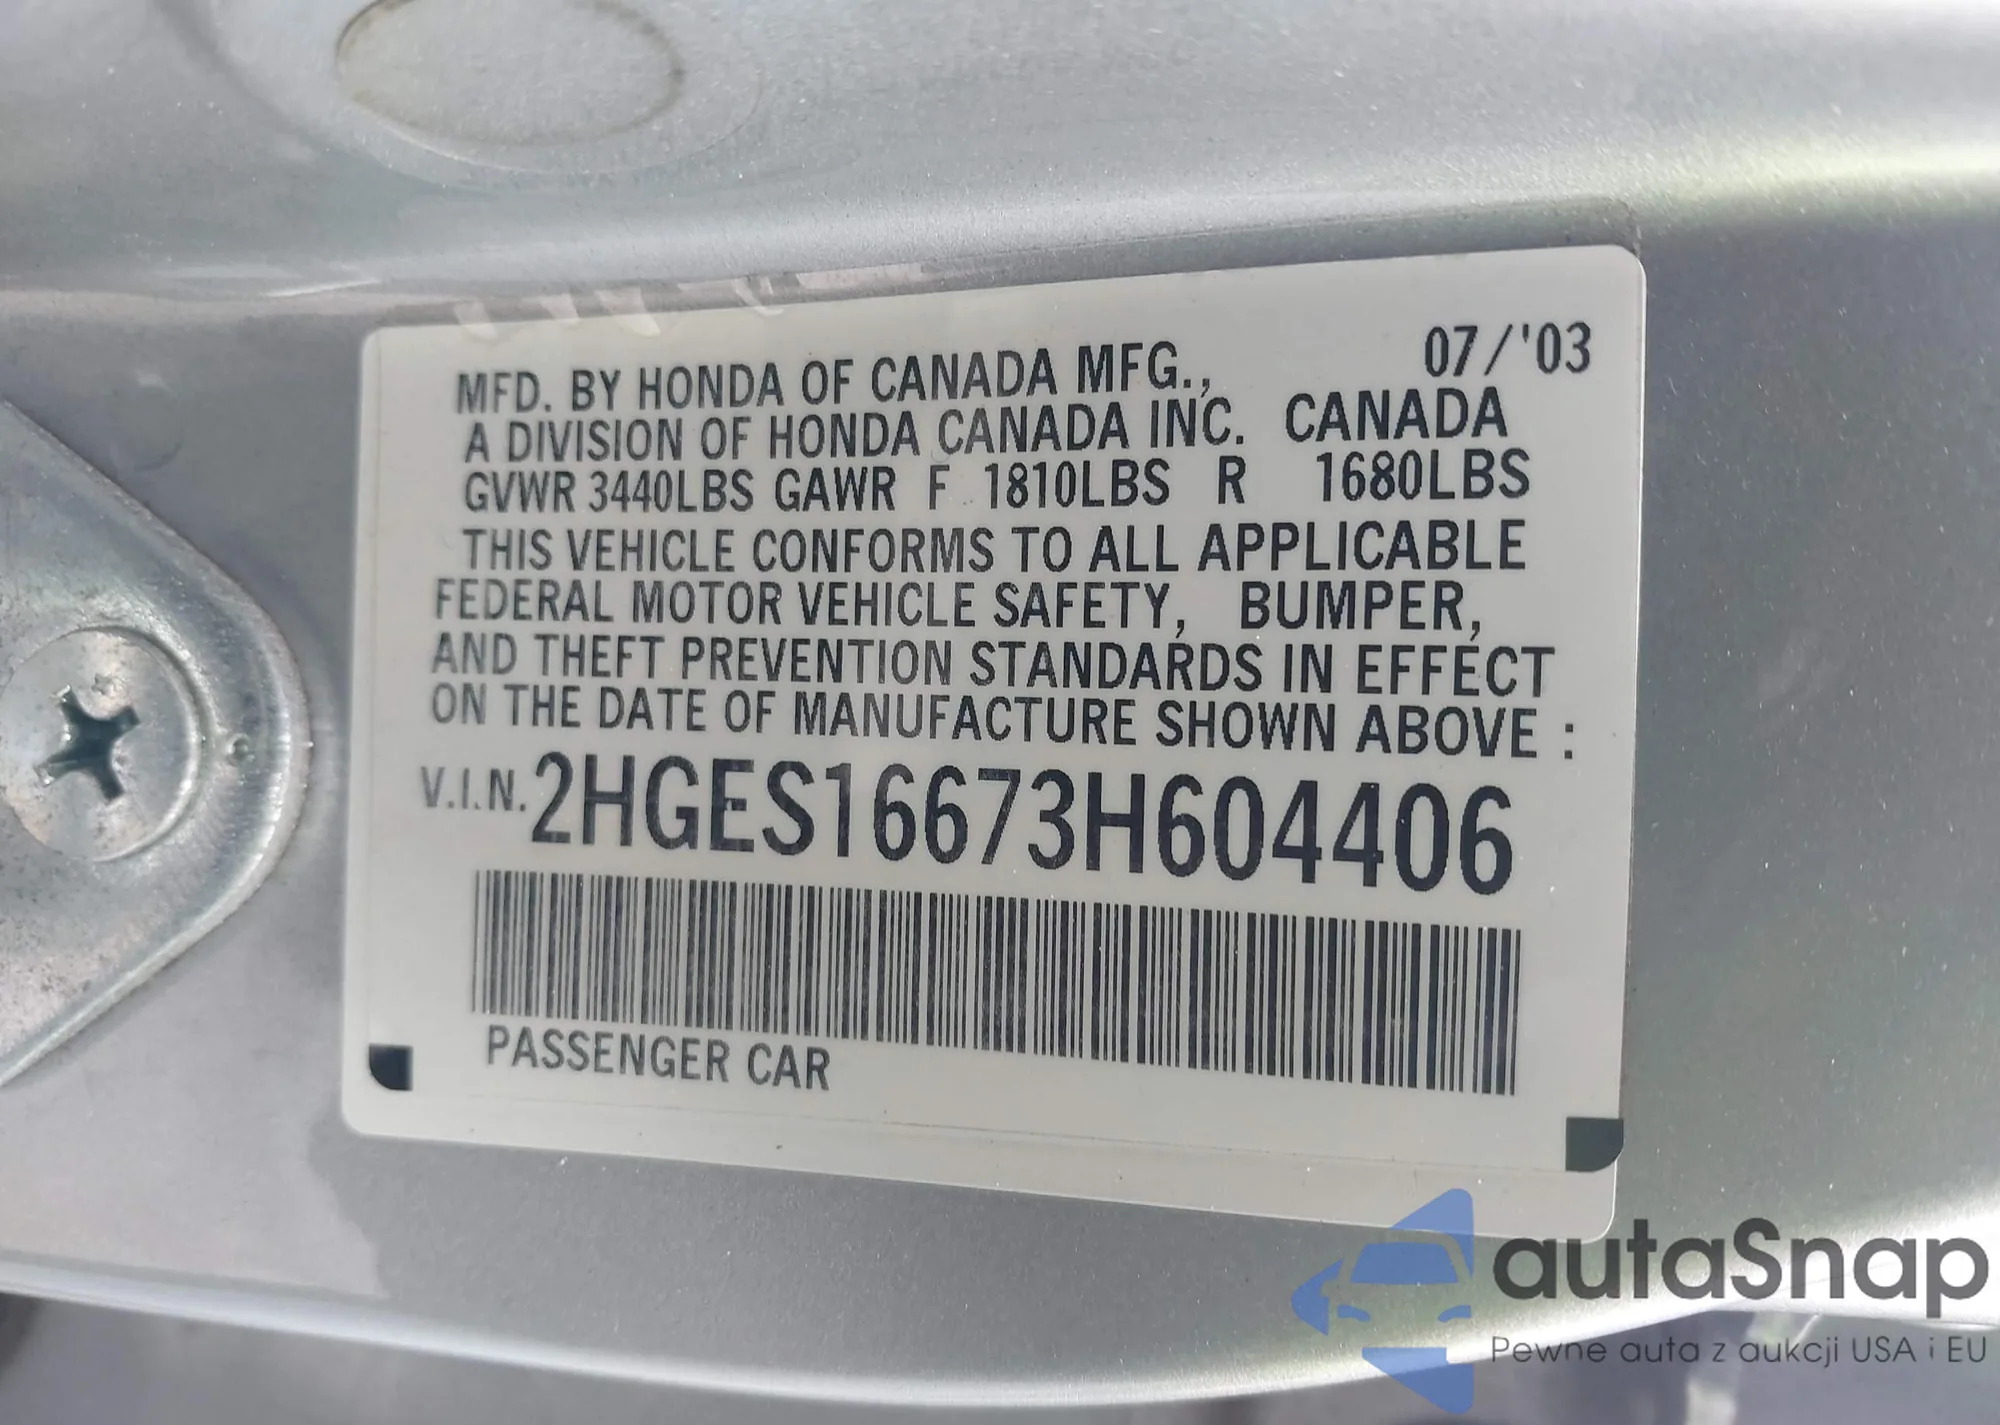 07/'03
MFD. BY HONDA OF CANADA MFG.,
A DIVISION OF HONDA CANADA INC. CANADA
GVWR 3440LBS GAWR F 1810LBS R 1680LBS
THIS VEHICLE CONFORMS TO ALL APPLICABLE
FEDERAL MOTOR VEHICLE SAFETY, BUMPER,
AND THEFT PREVENTION STANDARDS IN EFFECT
ON THE DATE OF MANUFACTURE SHOWN ABOVE :
V.I.N. 2HGES16673H604406
PASSENGER CAR
autaSnap
Pewne auta z aukcji USA i EU